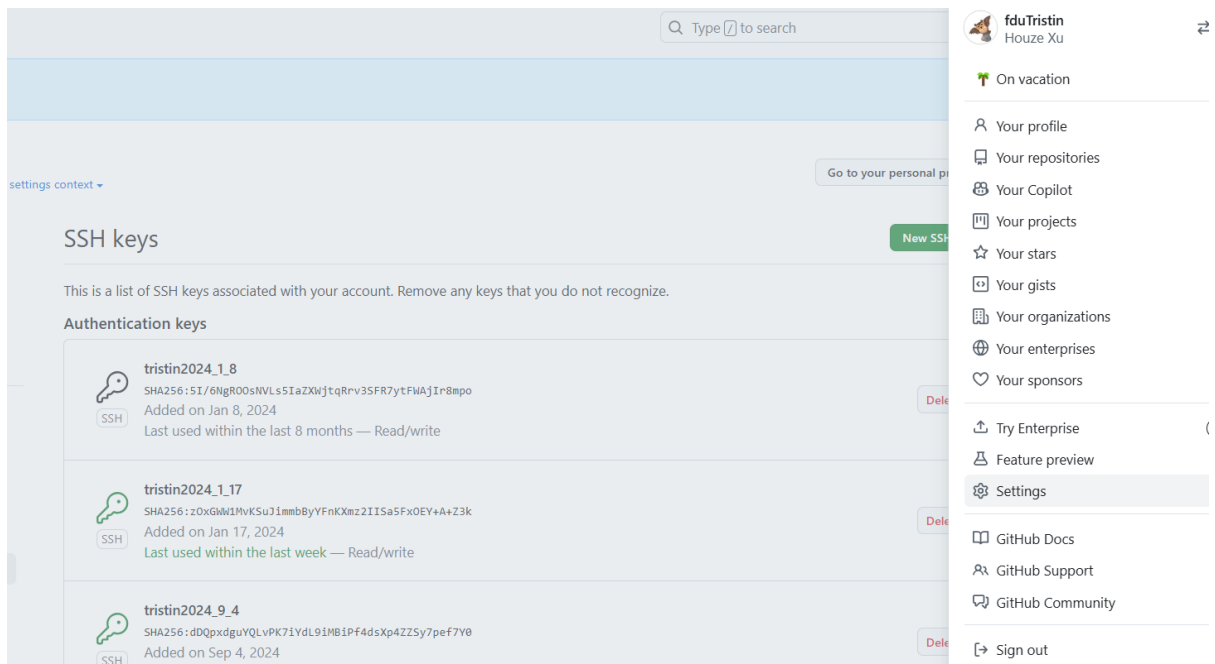 Type / to search
settings context
Go to your personal
SSH keys
New SSH
This is a list of SSH keys associated with your account. Remove any keys that you do not recognize.
Authentication keys
tristin2024_1_8
SHA256:5I/6NgROOsNVLs5IaZXWjtqRrv3SFR7ytFWAjIr8mpo
SSH
Added on Jan 8, 2024
Last used within the last 8 months — Read/write
Dele
tristin2024_1_17
SHA256:zOxGWW1MvKSuJimmbByYFnKXmz2IISa5FxOEY+A+Z3k
SSH
Added on Jan 17, 2024
Last used within the last week — Read/write
Dele
tristin2024_9_4
SHA256:dDQpxdguYQLvPK7iYdL9iMBiPf4dsXp4ZZSy7pef7Y0
SSH
Added on Sep 4, 2024
Dele
fduTristin
Houze Xu
On vacation
Your profile
Your repositories
Your Copilot
Your projects
Your stars
Your gists
Your organizations
Your enterprises
Your sponsors
Try Enterprise
Feature preview
Settings
GitHub Docs
GitHub Support
GitHub Community
Sign out